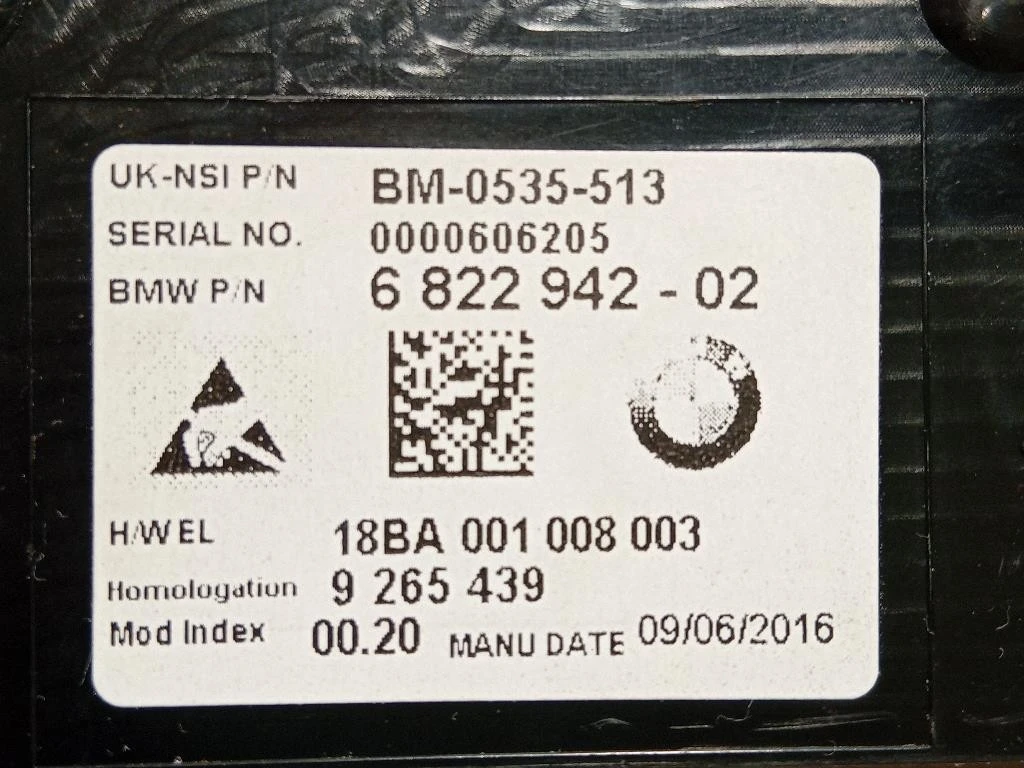 UK-NSI P/N BM-0535-513
SERIAL NO. 0000606205
BMW P/N 6 822 942 - 02
H/W EL 18BA 001 008 003
Homologation 9 265 439
Mod Index 00.20 MANU DATE 09/06/2016